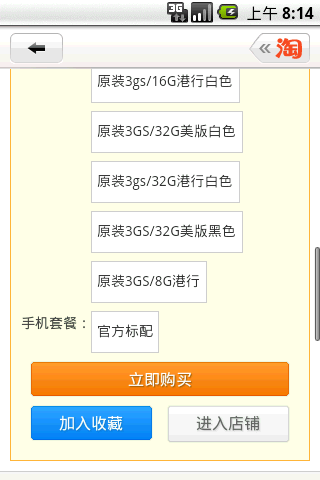 3G 上午 8:14
« 淘
原装3gs/16G港行白色
原装3GS/32G美版白色
原装3gs/32G港行白色
原装3GS/32G美版黑色
原装3GS/8G港行
手机套餐： 官方标配
立即购买
加入收藏 进入店铺